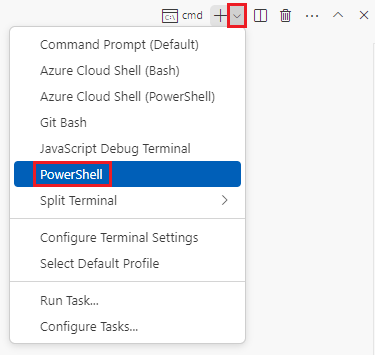 cmd
Command Prompt (Default)
Azure Cloud Shell (Bash)
Azure Cloud Shell (PowerShell)
Git Bash
JavaScript Debug Terminal
PowerShell
Split Terminal
Configure Terminal Settings
Select Default Profile
Run Task...
Configure Tasks...